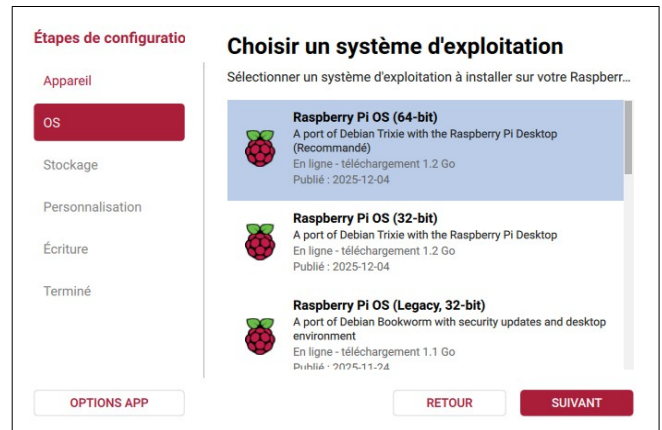 Étapes de configuratio
Appareil
OS
Stockage
Personnalisation
Écriture
Terminé
OPTIONS APP
Choisir un système d'exploitation
Sélectionner un système d'exploitation à installer sur votre Raspberr...
Raspberry Pi OS (64-bit)
A port of Debian Trixie with the Raspberry Pi Desktop
(Recommandé)
En ligne - téléchargement 1.2 Go
Publié : 2025-12-04
Raspberry Pi OS (32-bit)
A port of Debian Trixie with the Raspberry Pi Desktop
En ligne - téléchargement 1.2 Go
Publié : 2025-12-04
Raspberry Pi OS (Legacy, 32-bit)
A port of Debian Bookworm with security updates and desktop
environment
En ligne - téléchargement 1.1 Go
Publié : 2025-11-24
RETOUR
SUIVANT